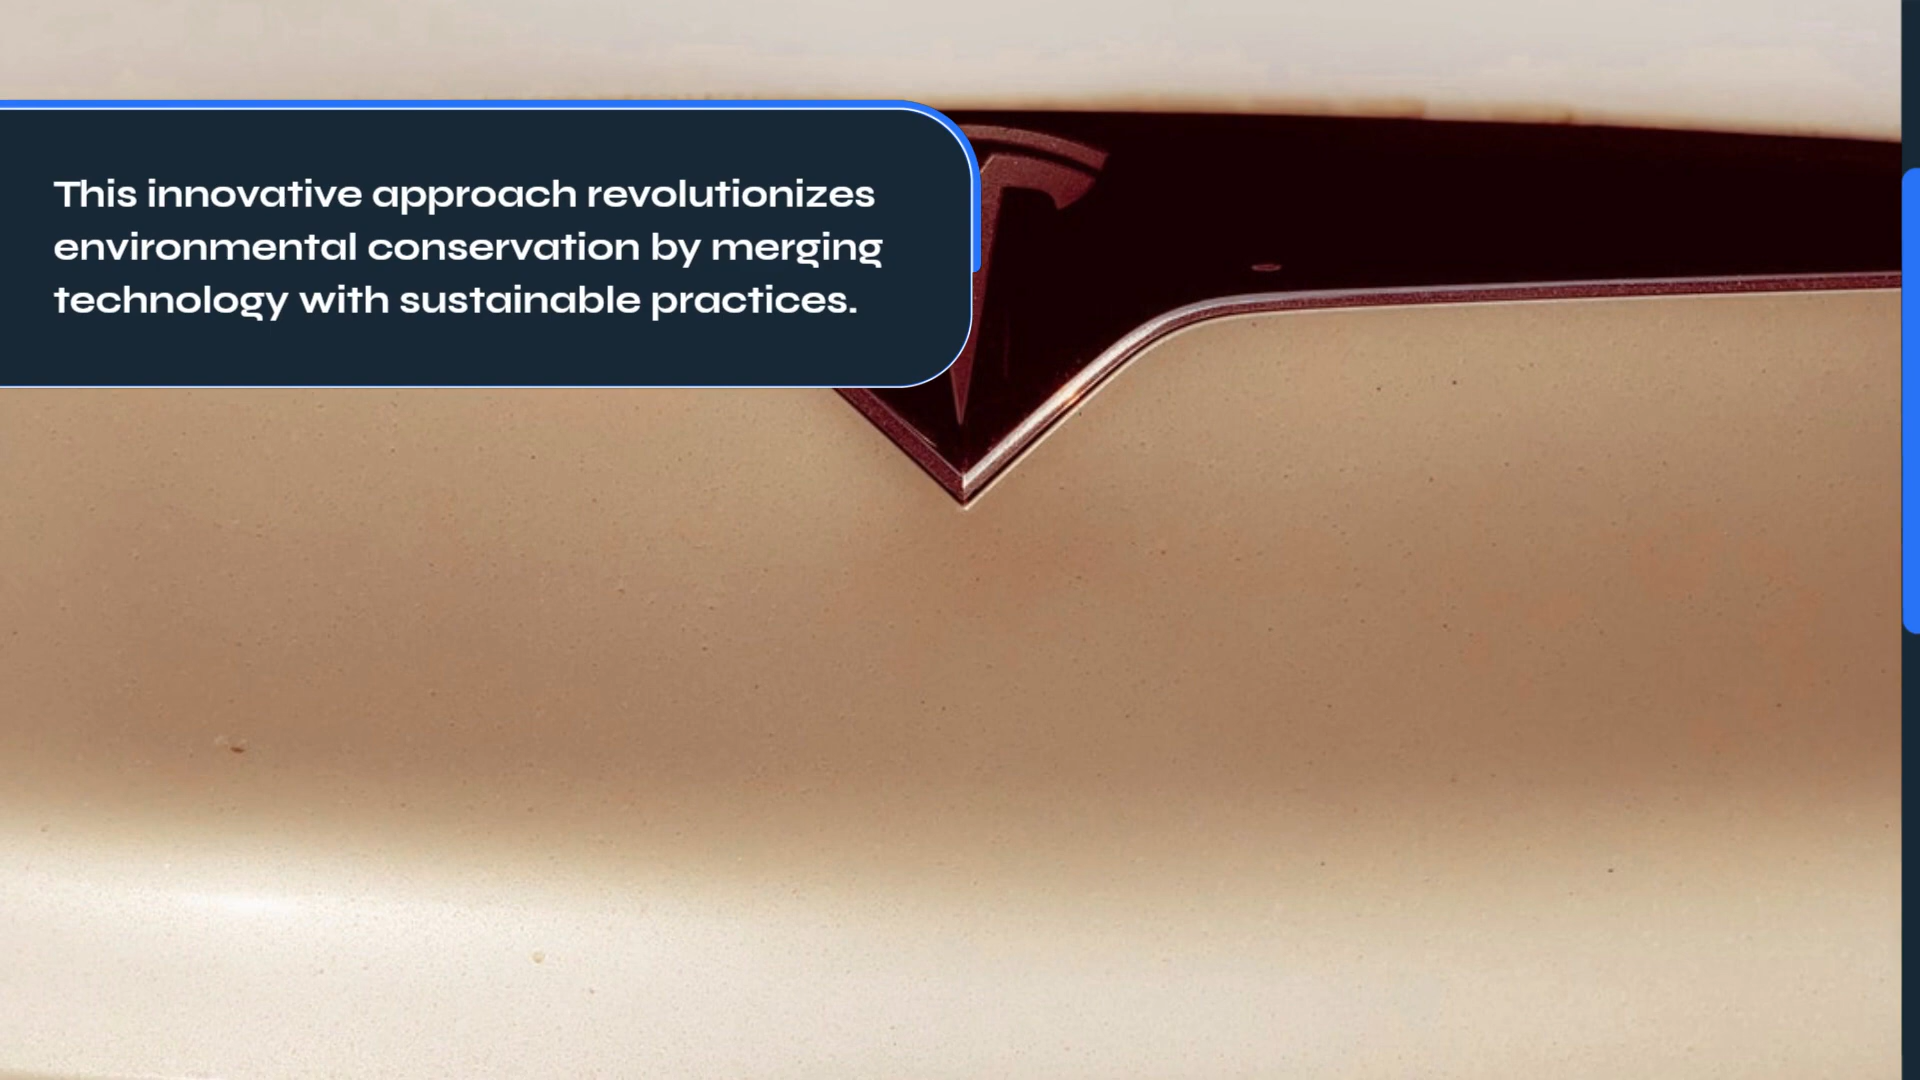 This innovative approach revolutionizes
environmental conservation by merging
technology with sustainable practices.